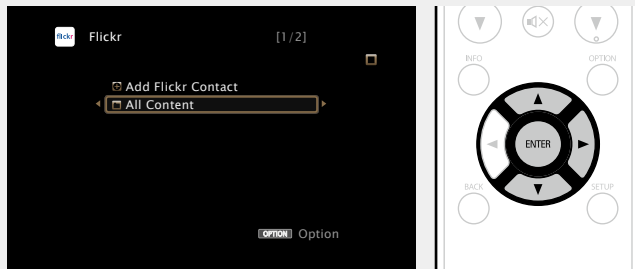 flickr Flickr [1/2]
Add Flickr Contact
All Content
OPTION Option
INFO OPTION
ENTER
BACK SETUP